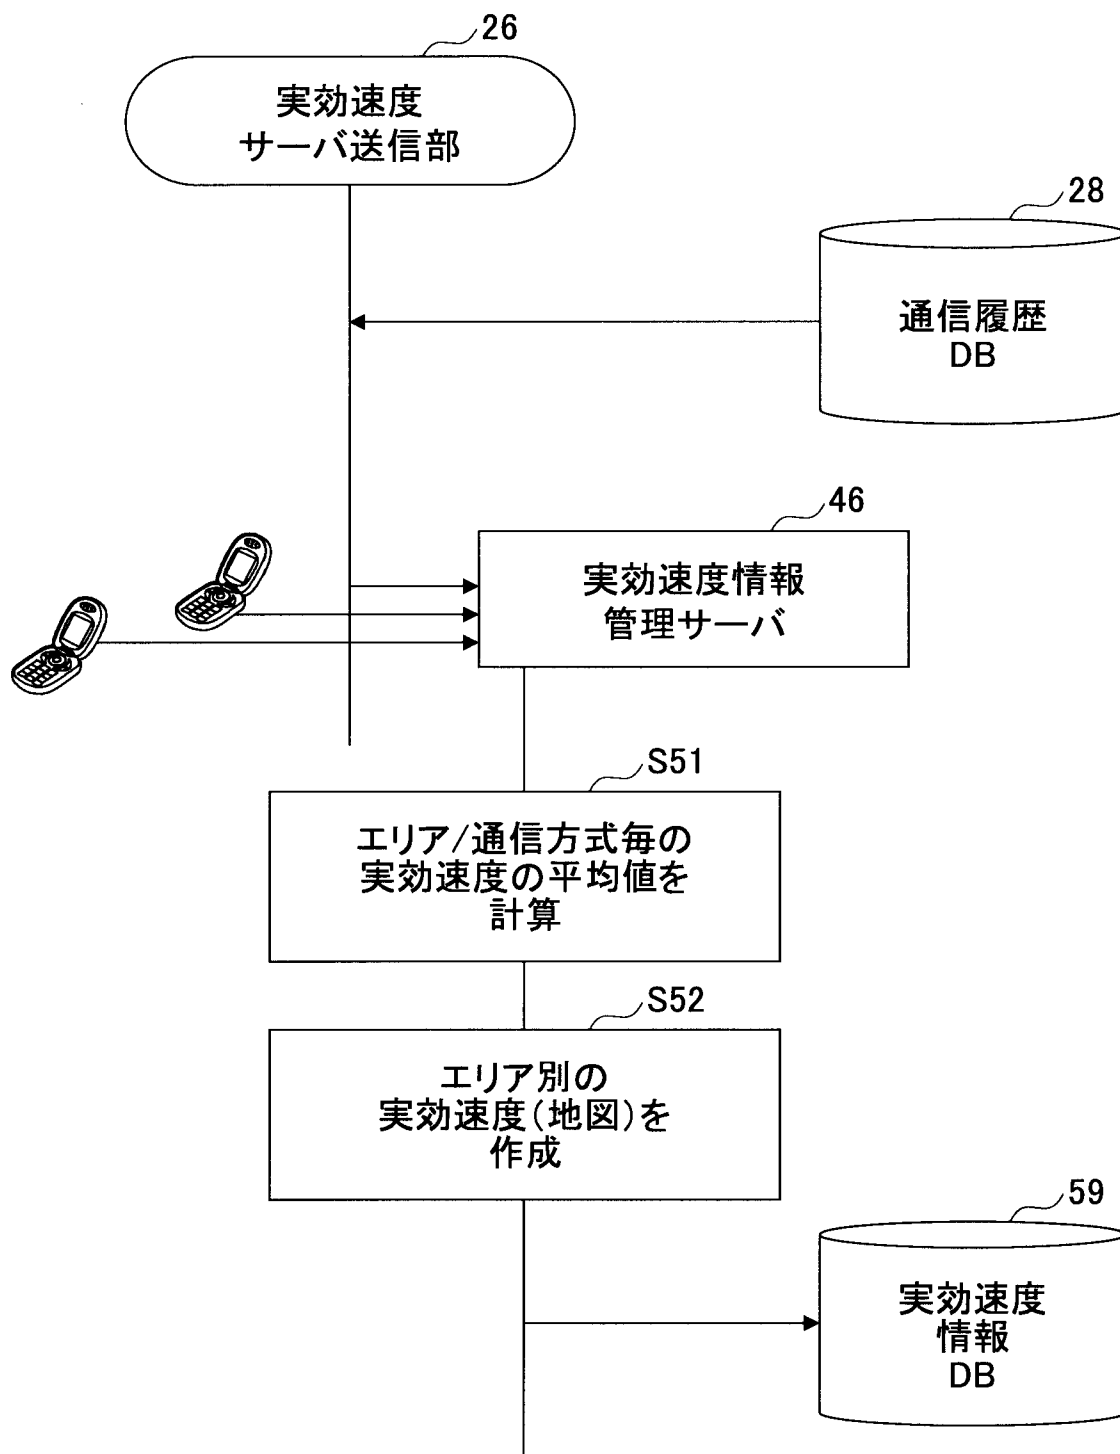 26
実効速度
サーバ送信部
28
通信履歴
DB
46
実効速度情報
管理サーバ
S51
エリア/通信方式毎の
実効速度の平均値を
計算
S52
エリア別の
実効速度(地図)を
作成
59
実効速度
情報
DB